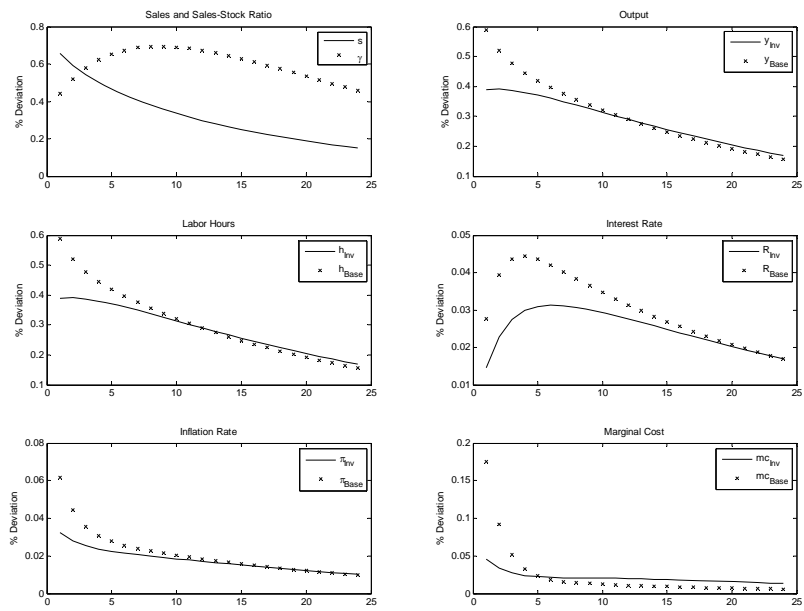 Sales and Sales-Stock Ratio
% Deviation
0.8
0.6
0.4
0.2
0
0 5 10 15 20 25
s
γ
Output
% Deviation
0.6
0.5
0.4
0.3
0.2
0.1
0 5 10 15 20 25
y_Inv
y_Base
Labor Hours
% Deviation
0.6
0.5
0.4
0.3
0.2
0.1
0 5 10 15 20 25
h_Inv
h_Base
Interest Rate
% Deviation
0.05
0.04
0.03
0.02
0.01
0 5 10 15 20 25
R_Inv
R_Base
Inflation Rate
% Deviation
0.08
0.06
0.04
0.02
0
0 5 10 15 20 25
π_Inv
π_Base
Marginal Cost
% Deviation
0.2
0.15
0.1
0.05
0
0 5 10 15 20 25
mc_Inv
mc_Base